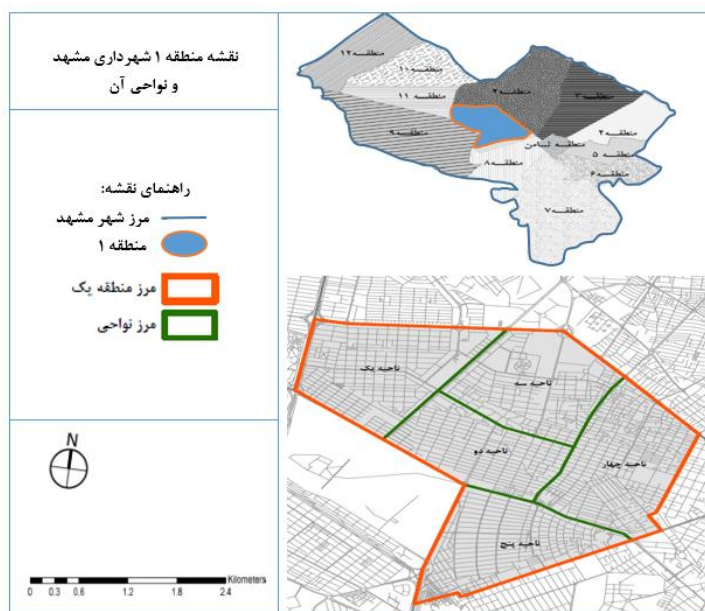 نقشه منطقه ۱ شهرداری مشهد
و نواحی آن
راهنمای نقشه:
مرز شهر مشهد
منطقه ۱
مرز منطقه یک
مرز نواحی
N
0 0.3 0.6 1.2 1.8 2.4
Kilometers
منطقه ۱۲
منطقه ۱۰
منطقه ۱۱
منطقه ۹
منطقه ۲
منطقه ۳
منطقه ۴
منطقه ثامن
منطقه ۵
منطقه ۶
منطقه ۸
منطقه ۷
ناحیه یک
ناحیه سه
ناحیه دو
ناحیه چهار
ناحیه پنج